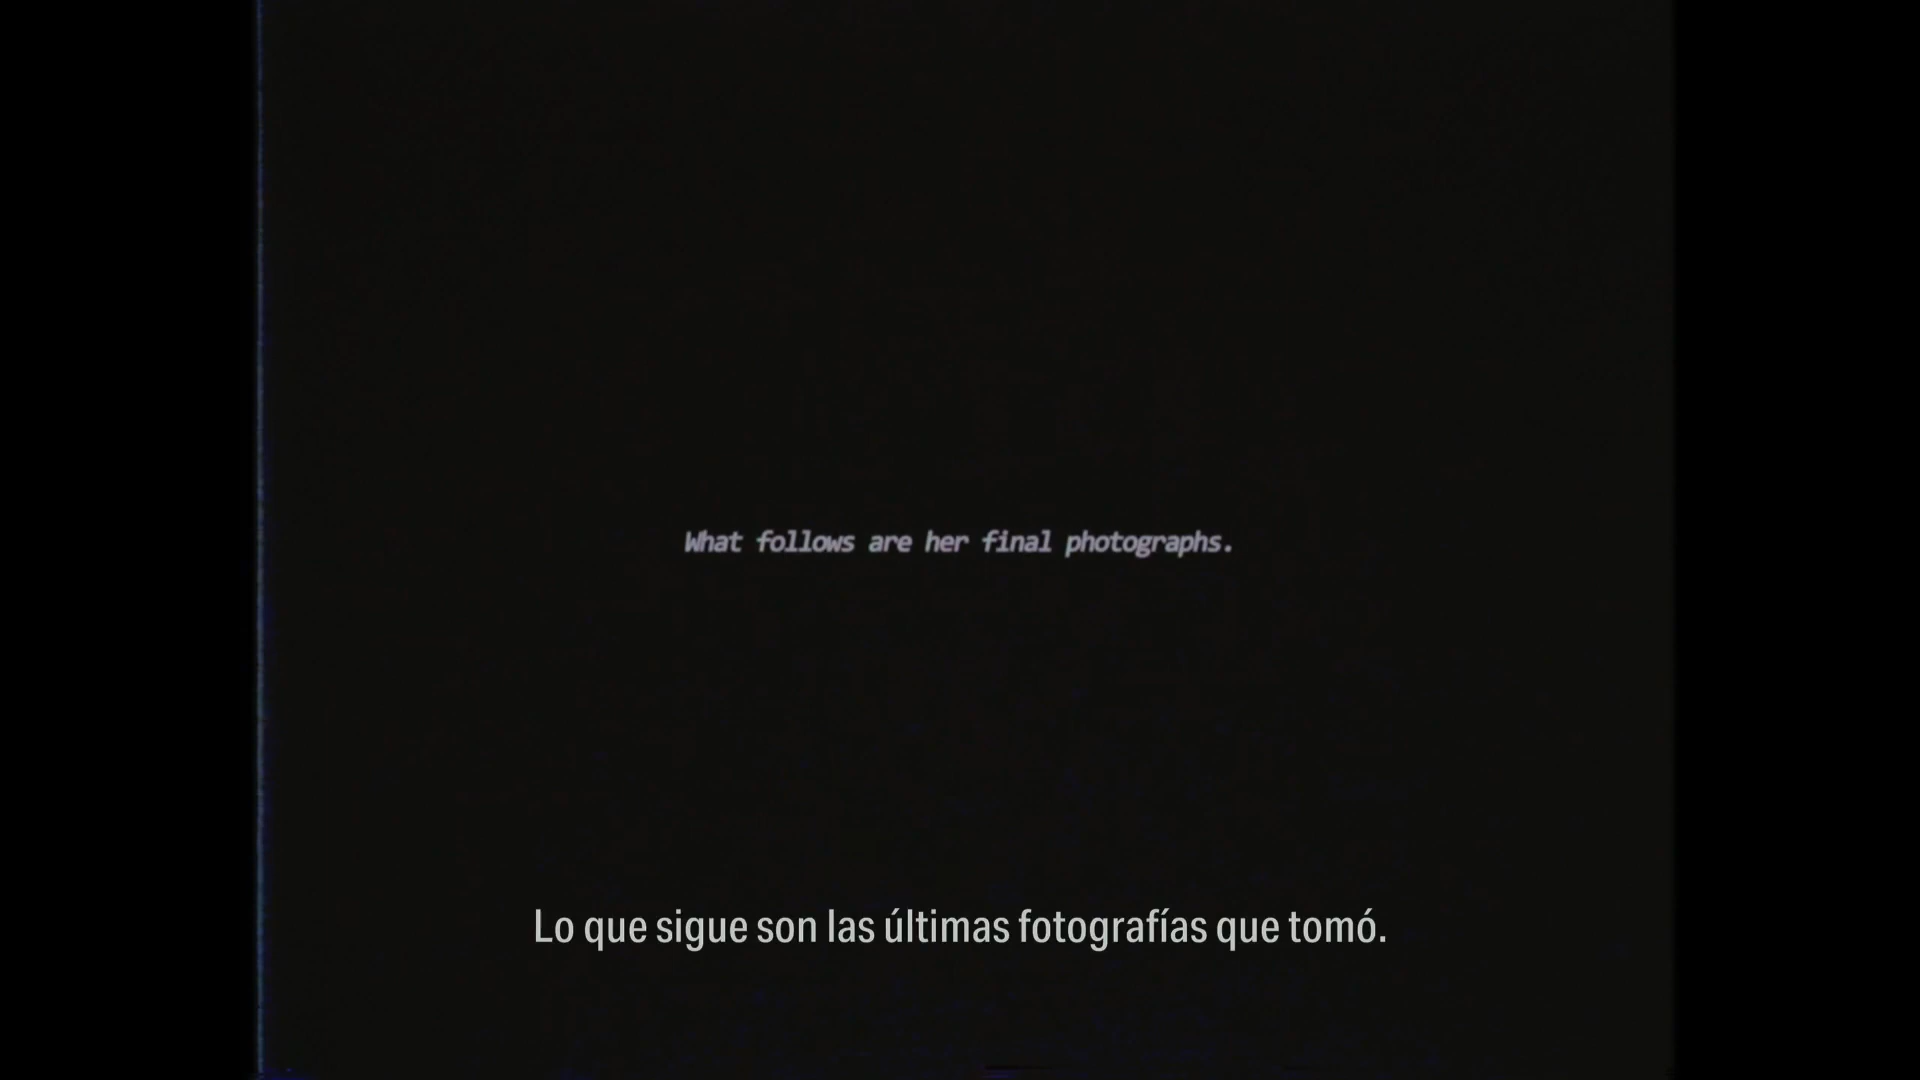 What follows are her final photographs.
Lo que sigue son las últimas fotografías que tomó.